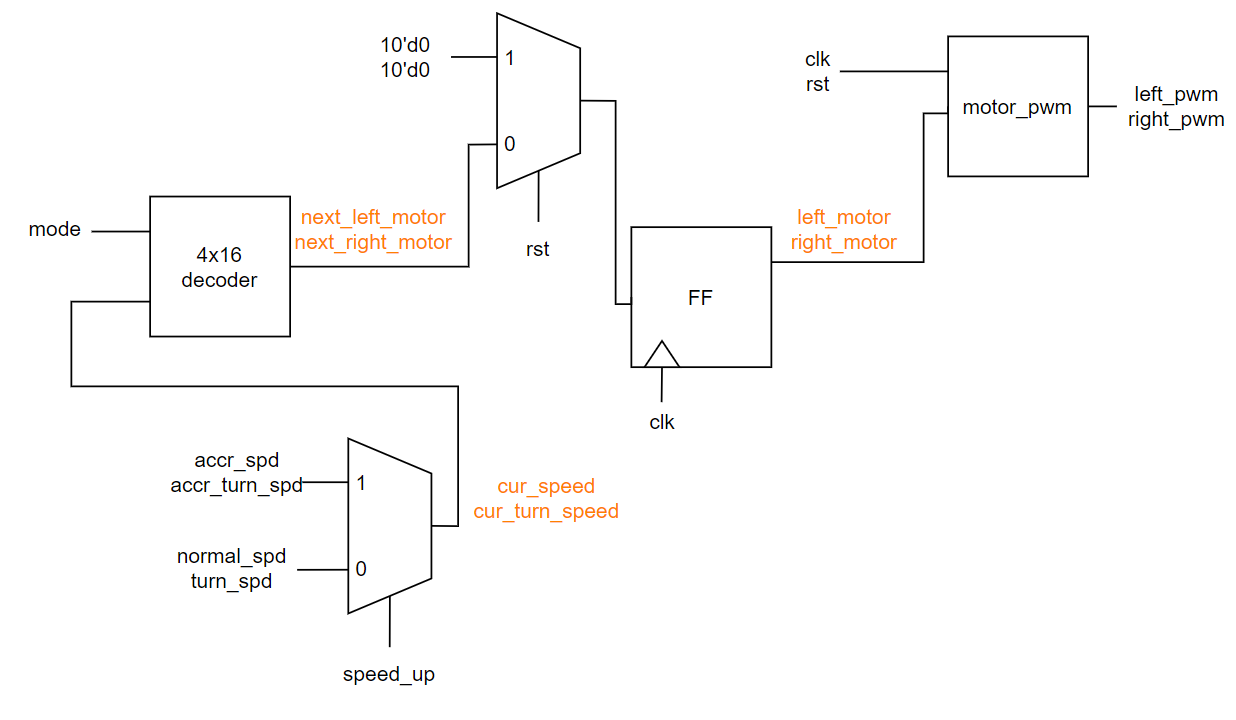 10'd0
10'd0
1
0
rst
clk
rst
motor_pwm
left_pwm
right_pwm
mode
4x16
decoder
next_left_motor
next_right_motor
left_motor
right_motor
FF
clk
accr_spd
accr_turn_spd
1
normal_spd
turn_spd
0
cur_speed
cur_turn_speed
speed_up